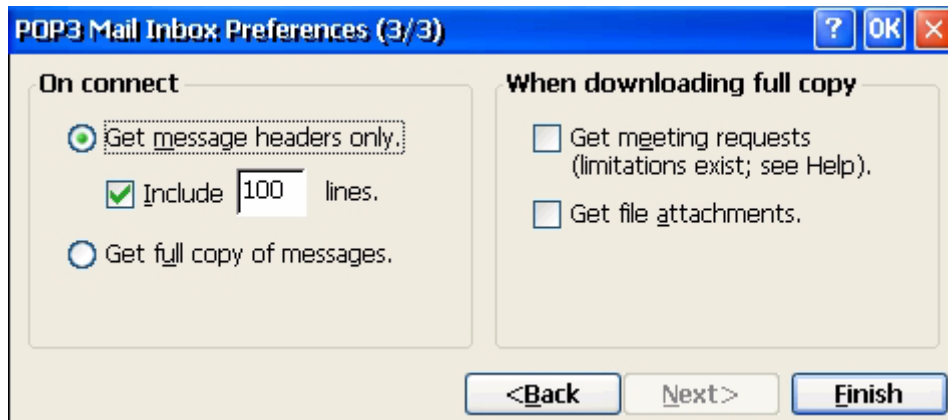 POP3 Mail Inbox Preferences (3/3)
? OK ×
On connect
Get message headers only.
Include 100 lines.
Get full copy of messages.
When downloading full copy
Get meeting requests
(limitations exist; see Help).
Get file attachments.
<Back Next> Finish